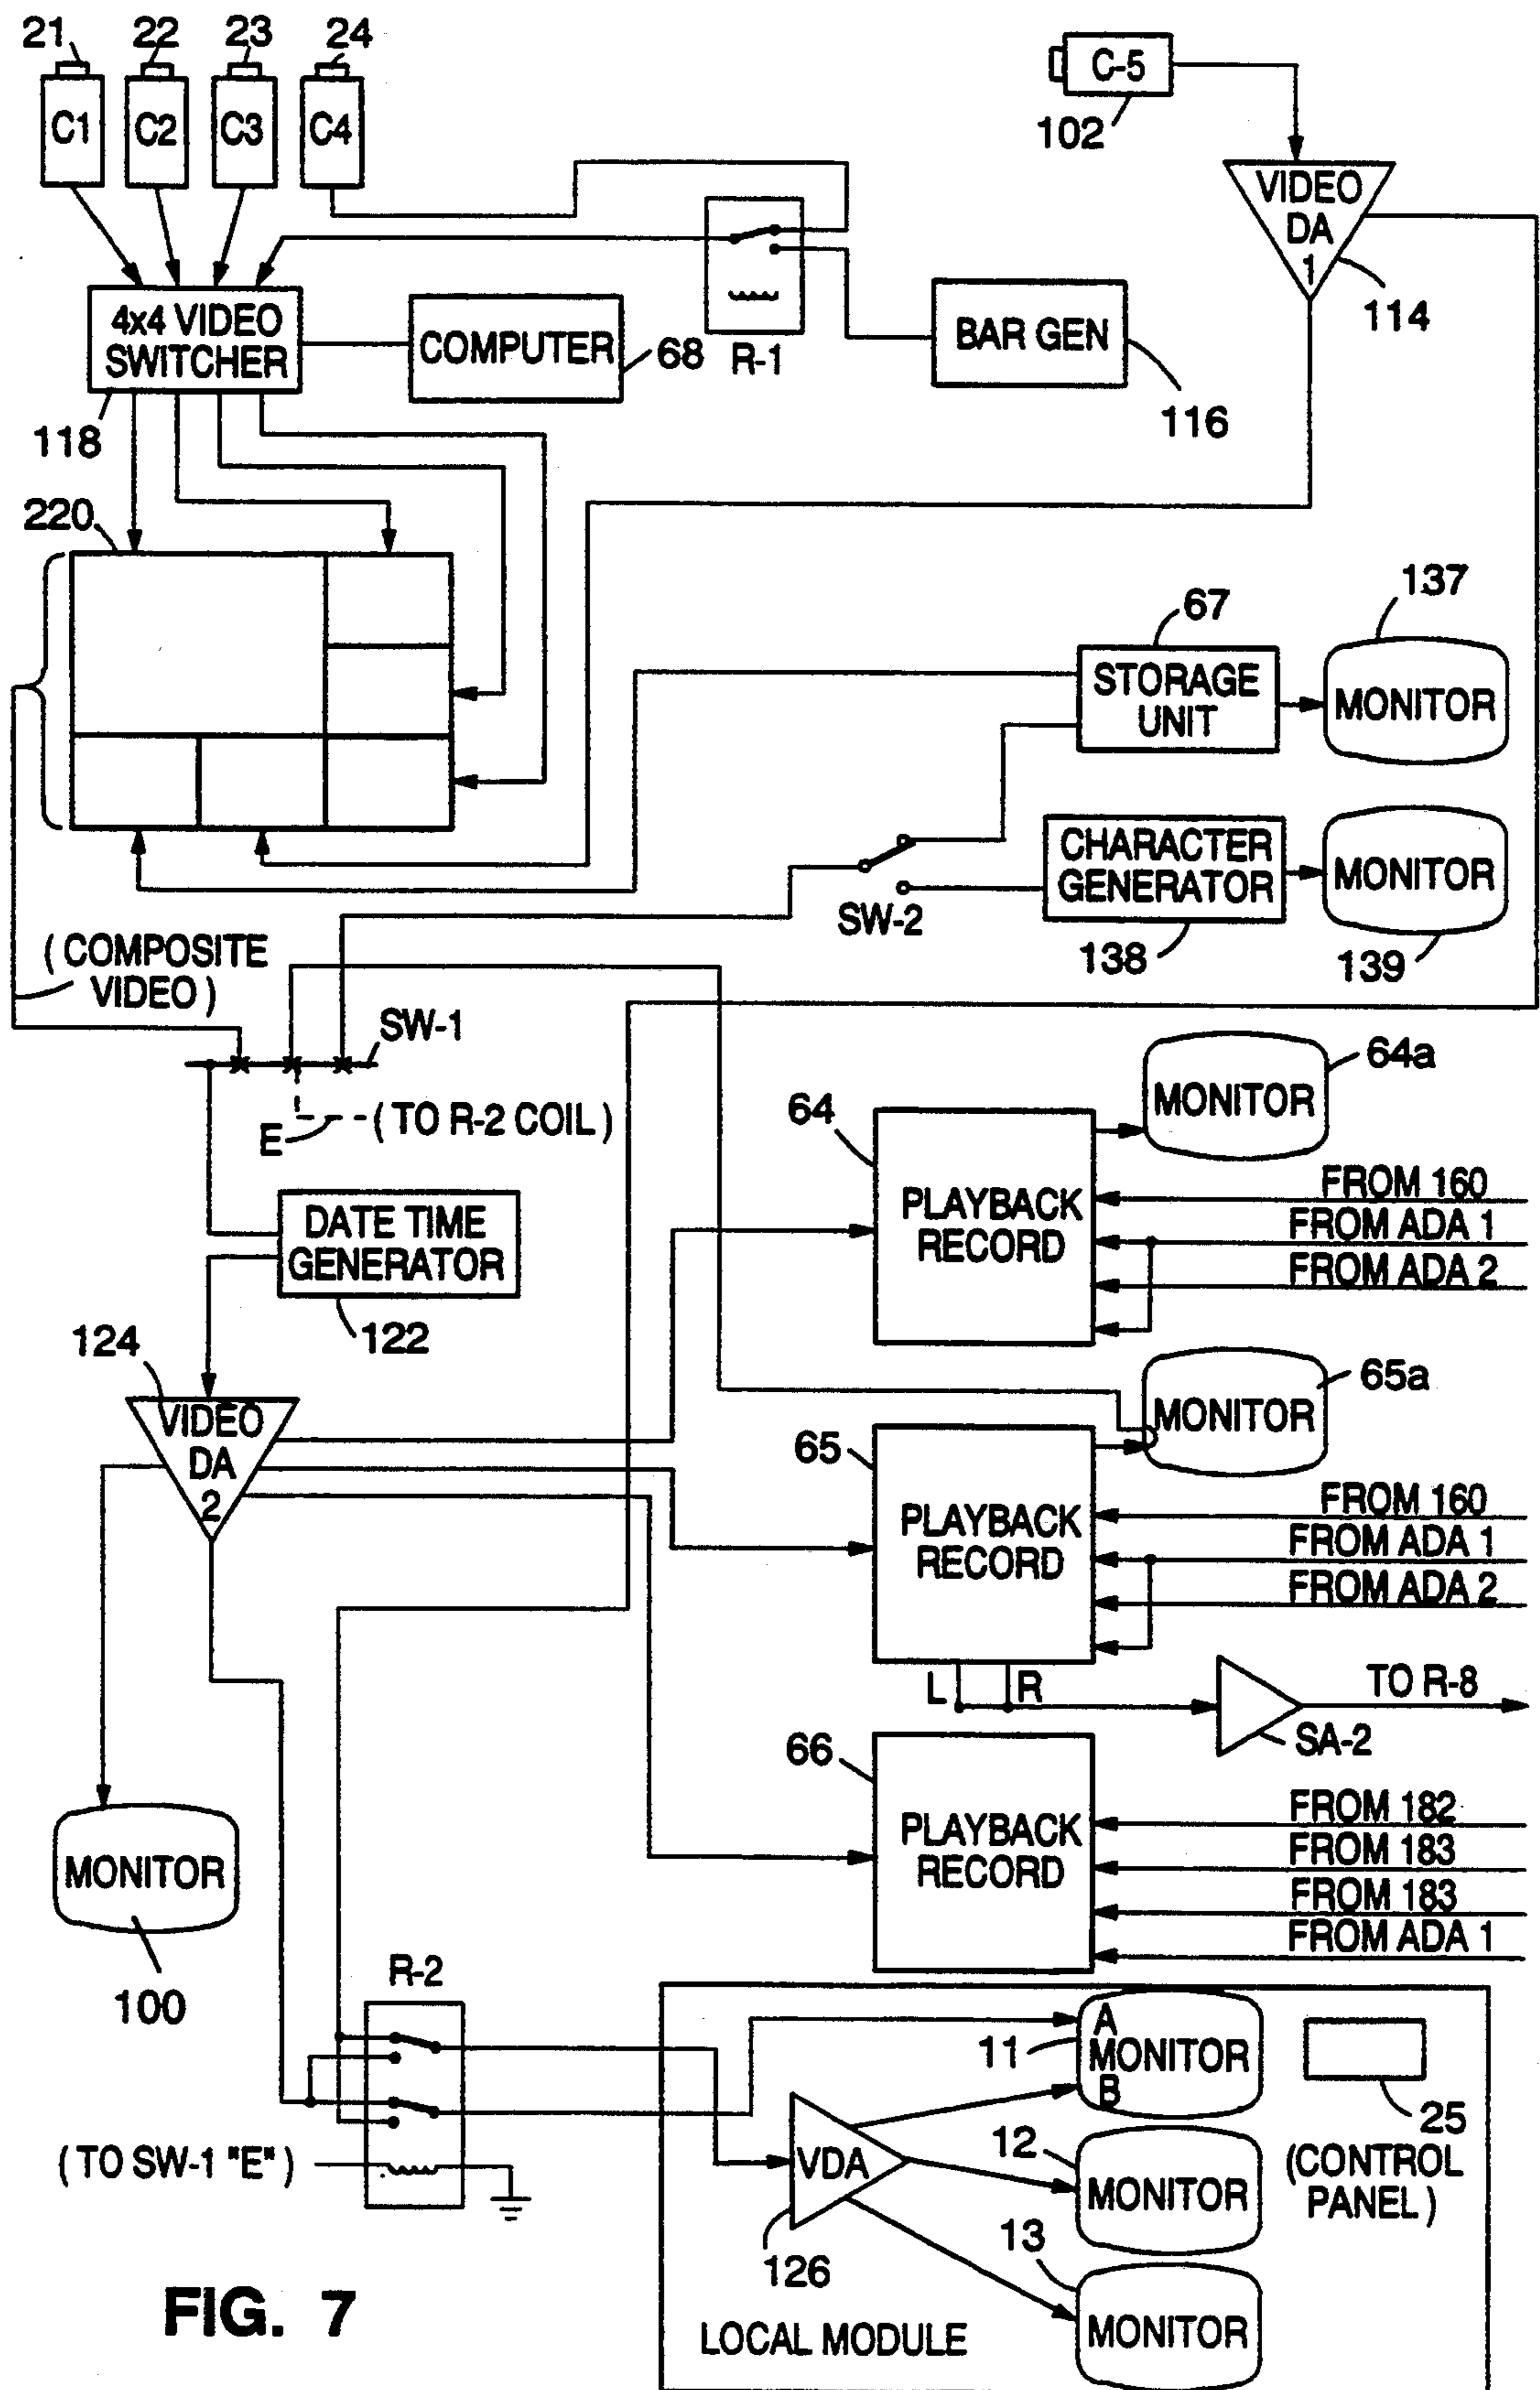 21 22 23 24
C1 C2 C3 C4
C-5
102
VIDEO
DA
1
114
4x4 VIDEO
SWITCHER
118
COMPUTER
68
R-1
BAR GEN
116
220
67
STORAGE
UNIT
137
MONITOR
SW-2
CHARACTER
GENERATOR
138
MONITOR
139
( COMPOSITE
VIDEO )
SW-1
E
( TO R-2 COIL )
DATE TIME
GENERATOR
122
64
PLAYBACK
RECORD
MONITOR
64a
FROM 160
FROM ADA 1
FROM ADA 2
124
VIDEO
DA
2
65
PLAYBACK
RECORD
MONITOR
65a
FROM 160
FROM ADA 1
FROM ADA 2
L R
SA-2
TO R-8
66
PLAYBACK
RECORD
FROM 182
FROM 183
FROM 183
FROM ADA 1
MONITOR
100
R-2
( TO SW-1 "E" )
A
11 MONITOR
B
25
(CONTROL
PANEL )
VDA
126
12
MONITOR
13
MONITOR
LOCAL MODULE
FIG. 7